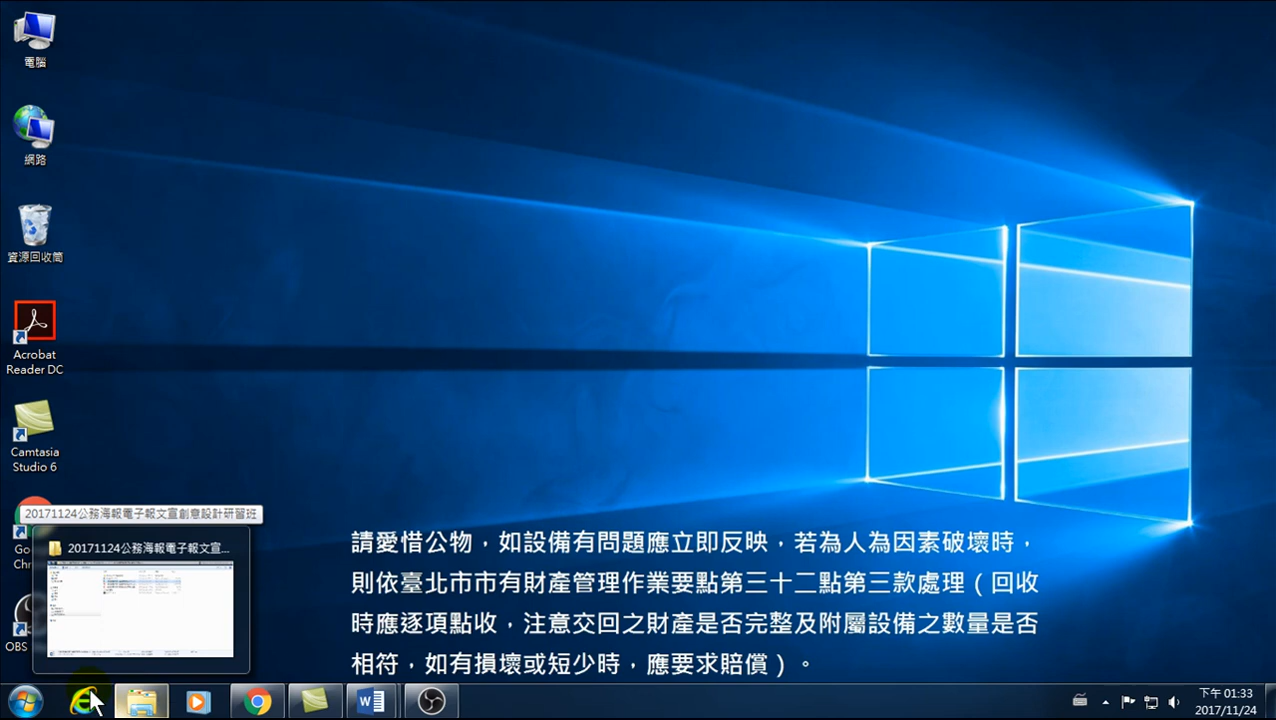 電腦
網路
資源回收筒
Acrobat
Reader DC
Camtasia
Studio 6
20171124公務海報電子報文宣創意設計研習班
20171124公務海報電子報文宣...
Go
Chr
OBS
請愛惜公物，如設備有問題應立即反映，若為人為因素破壞時，
則依臺北市市有財產管理作業要點第三十二點第三款處理（回收
時應逐項點收，注意交回之財產是否完整及附屬設備之數量是否
相符，如有損壞或短少時，應要求賠償）。
下午 01:33
2017/11/24